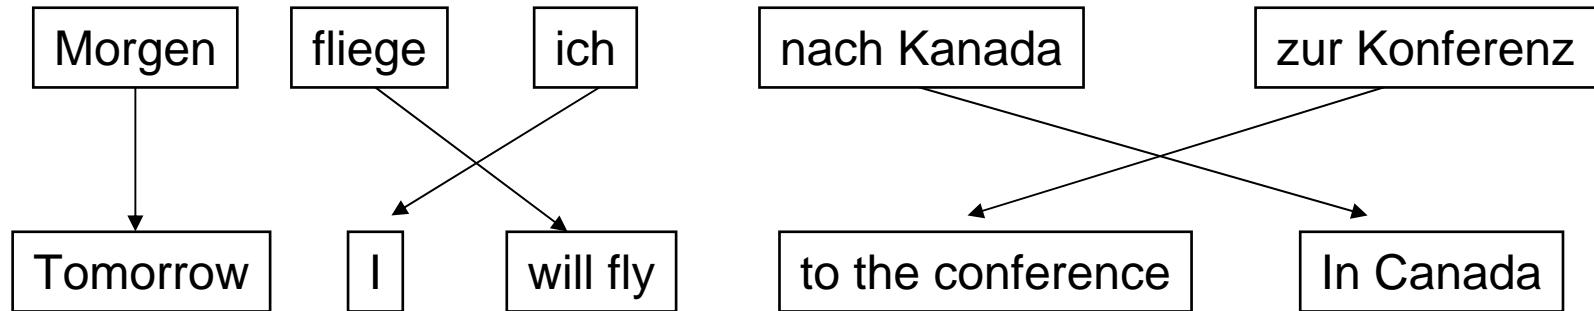 Morgen fliege ich nach Kanada zur Konferenz
Tomorrow I will fly to the conference In Canada